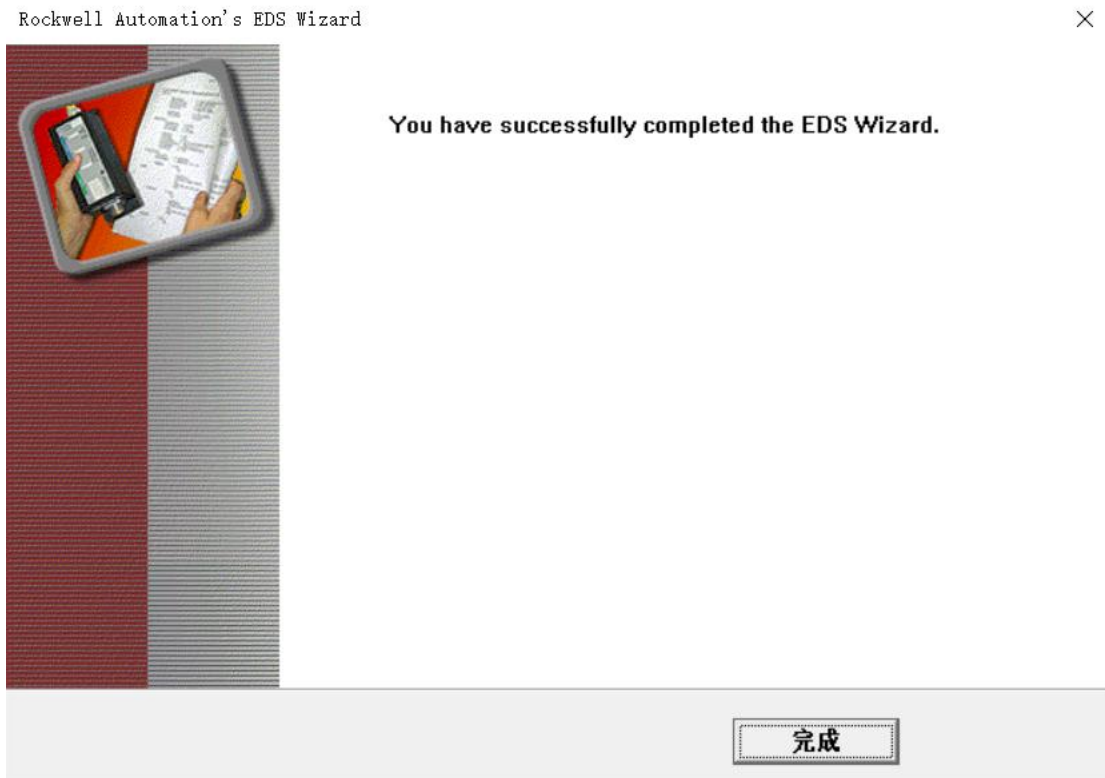 Rockwell Automation's EDS Wizard
You have successfully completed the EDS Wizard.
完成